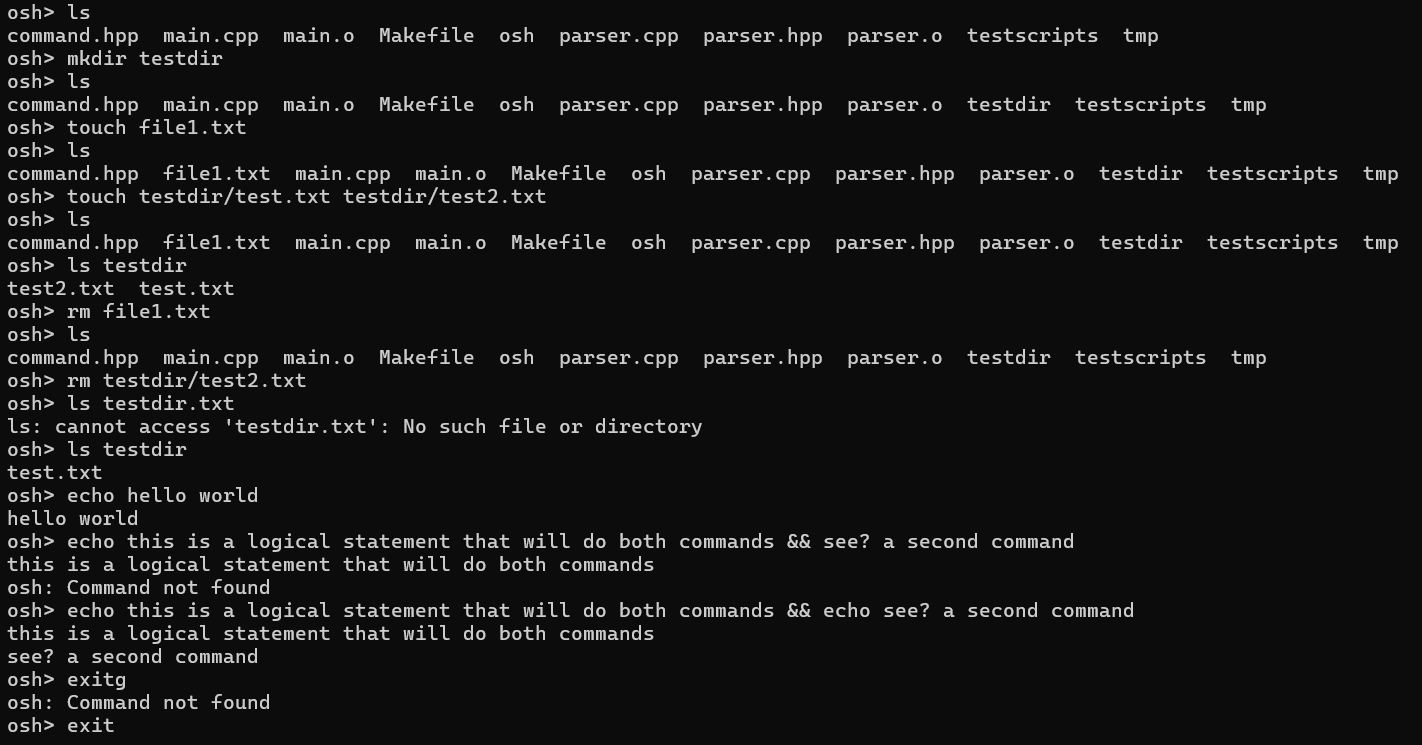 osh> ls
command.hpp  main.cpp  main.o  Makefile  osh  parser.cpp  parser.hpp  parser.o  testscripts  tmp
osh> mkdir testdir
osh> ls
command.hpp  main.cpp  main.o  Makefile  osh  parser.cpp  parser.hpp  parser.o  testdir  testscripts  tmp
osh> touch file1.txt
osh> ls
command.hpp  file1.txt  main.cpp  main.o  Makefile  osh  parser.cpp  parser.hpp  parser.o  testdir  testscripts  tmp
osh> touch testdir/test.txt testdir/test2.txt
osh> ls
command.hpp  file1.txt  main.cpp  main.o  Makefile  osh  parser.cpp  parser.hpp  parser.o  testdir  testscripts  tmp
osh> ls testdir
test2.txt  test.txt
osh> rm file1.txt
osh> ls
command.hpp  main.cpp  main.o  Makefile  osh  parser.cpp  parser.hpp  parser.o  testdir  testscripts  tmp
osh> rm testdir/test2.txt
osh> ls testdir.txt
ls: cannot access 'testdir.txt': No such file or directory
osh> ls testdir
test.txt
osh> echo hello world
hello world
osh> echo this is a logical statement that will do both commands && see? a second command
this is a logical statement that will do both commands
osh: Command not found
osh> echo this is a logical statement that will do both commands && echo see? a second command
this is a logical statement that will do both commands
see? a second command
osh> exitg
osh: Command not found
osh> exit